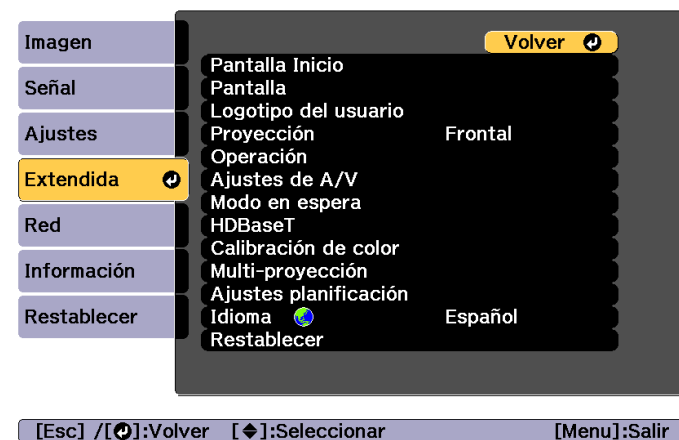 Imagen
Señal
Ajustes
Extendida
Red
Información
Restablecer
Volver
Pantalla Inicio
Pantalla
Logotipo del usuario
Proyección Frontal
Operación
Ajustes de A/V
Modo en espera
HDBaseT
Calibración de color
Multi-proyección
Ajustes planificación
Idioma Español
Restablecer
[Esc] /[⏎]:Volver [◆]:Seleccionar [Menu]:Salir